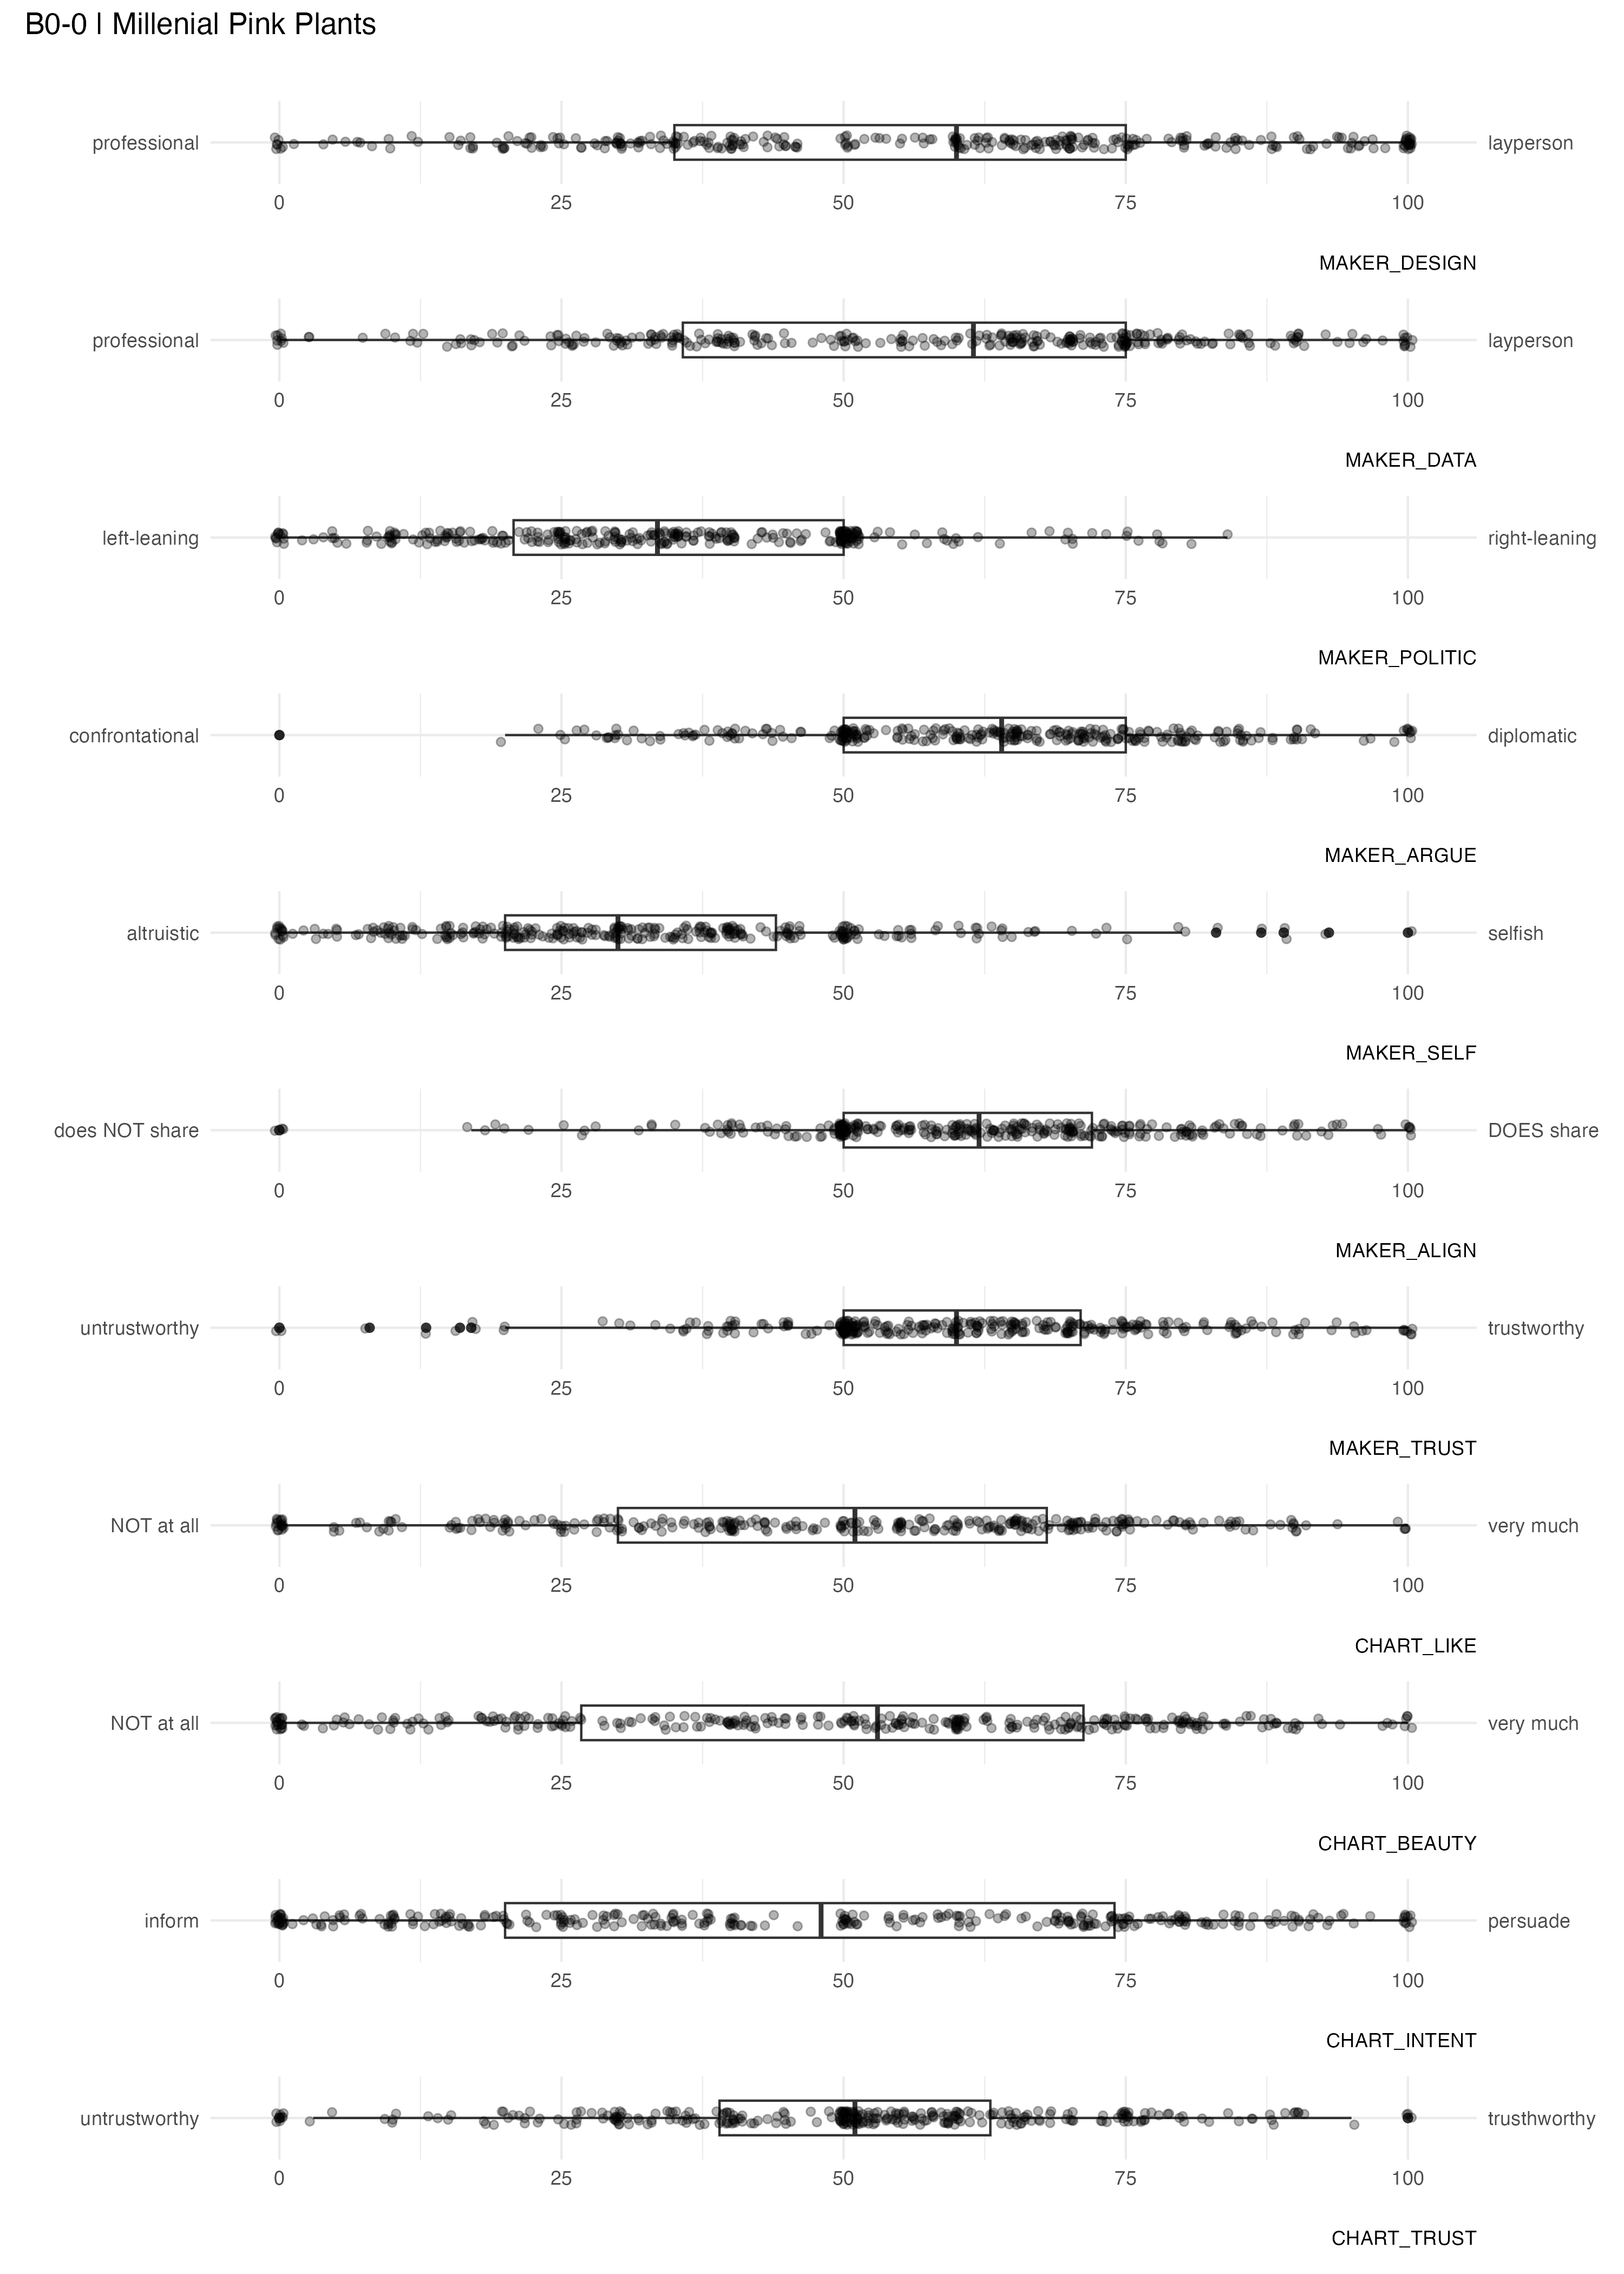 B0-0 | Millenial Pink Plants
professional layperson
0 25 50 75 100
MAKER_DESIGN
professional layperson
0 25 50 75 100
MAKER_DATA
left-leaning right-leaning
0 25 50 75 100
MAKER_POLITIC
confrontational diplomatic
0 25 50 75 100
MAKER_ARGUE
altruistic selfish
0 25 50 75 100
MAKER_SELF
does NOT share DOES share
0 25 50 75 100
MAKER_ALIGN
untrustworthy trustworthy
0 25 50 75 100
MAKER_TRUST
NOT at all very much
0 25 50 75 100
CHART_LIKE
NOT at all very much
0 25 50 75 100
CHART_BEAUTY
inform persuade
0 25 50 75 100
CHART_INTENT
untrustworthy trusthworthy
0 25 50 75 100
CHART_TRUST